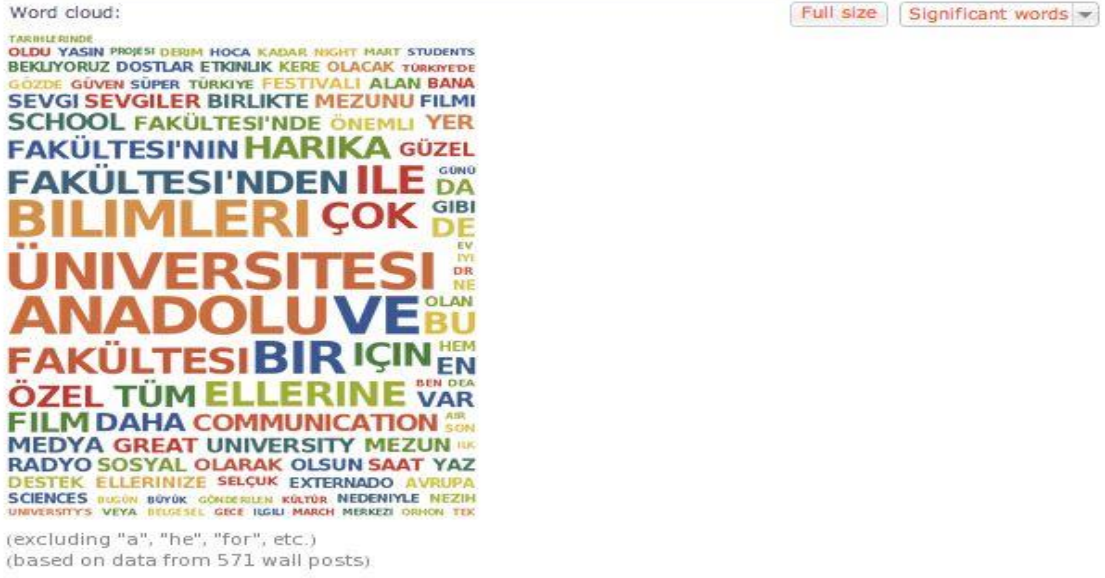 Word cloud:
Full size Significant words
TARIHLERINDE
OLDU YASIN PROJESI DERIM HOCA KADAR NIGHT MART STUDENTS
BEKLIYORUZ DOSTLAR ETKINLIK KERE OLACAK TÜRKIYE'DE
GÖZDE GÜVEN SÜPER TÜRKIYE FESTIVALI ALAN BANA
SEVGI SEVGILER BIRLIKTE MEZUNU FILMI
SCHOOL FAKÜLTESI'NDE ÖNEMLI YER
FAKÜLTESI'NIN HARIKA GÜZEL
FAKÜLTESI'NDEN ILE GÜNÜ
DA
BILIMLERI ÇOK GIBI
DE
EV
IYI
ÜNIVERSITESI DR
NE
OLAN
ANADOLU VE BU
HEM
FAKÜLTESI BIR IÇIN EN
BEN DEA
ÖZEL TÜM ELLERINE VAR
AIR
FILM DAHA COMMUNICATION SON
MEDYA GREAT UNIVERSITY MEZUN ILK
RADYO SOSYAL OLARAK OLSUN SAAT YAZ
DESTEK ELLERINIZE SELÇUK EXTERNADO AVRUPA
SCIENCES BUGÜN BÜYÜK GÖNDERILEN KÜLTÜR NEDENIYLE NEZIH
UNIVERSITY'S VEYA BELGESEL GECE ILGILI MARCH MERKEZI ORHON TEK
(excluding "a", "he", "for", etc.)
(based on data from 571 wall posts)